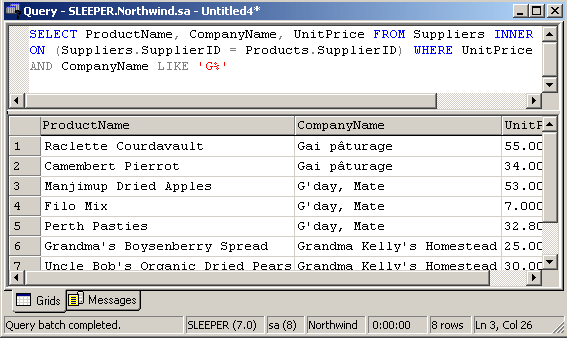 Query - SLEEPER.Northwind.sa - Untitled4*
SELECT ProductName, CompanyName, UnitPrice FROM Suppliers INNER
ON (Suppliers.SupplierID = Products.SupplierID) WHERE UnitPrice
AND CompanyName LIKE 'G%'
ProductName CompanyName UnitP
1 Raclette Courdavault Gai pâturage 55.00
2 Camembert Pierrot Gai pâturage 34.00
3 Manjimup Dried Apples G'day, Mate 53.00
4 Filo Mix G'day, Mate 7.000
5 Perth Pasties G'day, Mate 32.80
6 Grandma's Boysenberry Spread Grandma Kelly's Homestead 25.00
7 Uncle Bob's Organic Dried Pears Grandma Kelly's Homestead 30.00
Grids Messages
Query batch completed. SLEEPER (7.0) sa (8) Northwind 0:00:00 8 rows Ln 3, Col 26